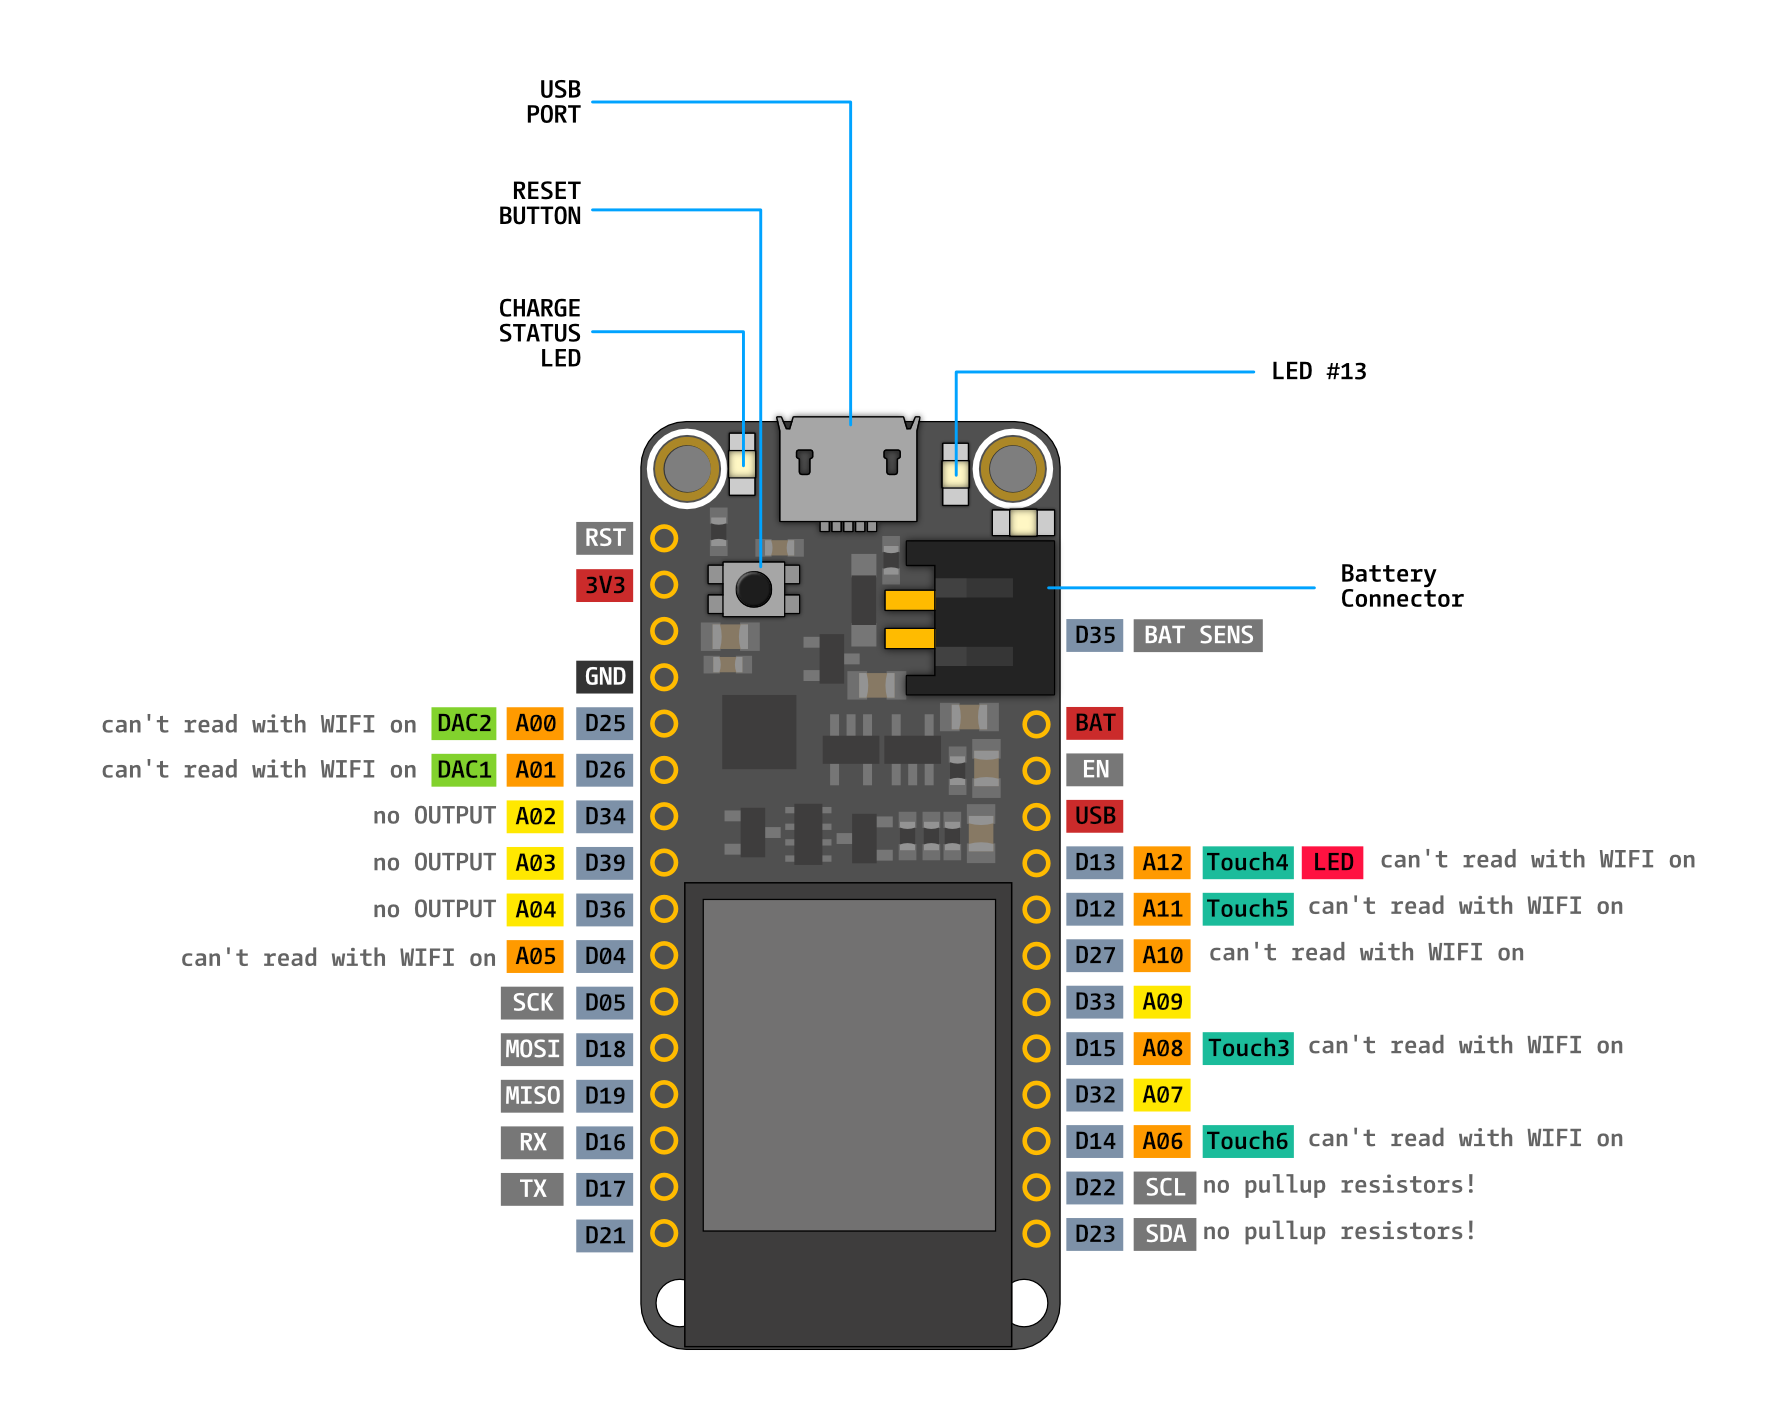 USB
PORT
RESET
BUTTON
CHARGE
STATUS
LED
LED #13
Battery
Connector
RST
3V3
GND
can't read with WIFI on DAC2 A00 D25
can't read with WIFI on DAC1 A01 D26
no OUTPUT A02 D34
no OUTPUT A03 D39
no OUTPUT A04 D36
can't read with WIFI on A05 D04
SCK D05
MOSI D18
MISO D19
RX D16
TX D17
D21
D35 BAT SENS
BAT
EN
USB
D13 A12 Touch4 LED can't read with WIFI on
D12 A11 Touch5 can't read with WIFI on
D27 A10 can't read with WIFI on
D33 A09
D15 A08 Touch3 can't read with WIFI on
D32 A07
D14 A06 Touch6 can't read with WIFI on
D22 SCL no pullup resistors!
D23 SDA no pullup resistors!